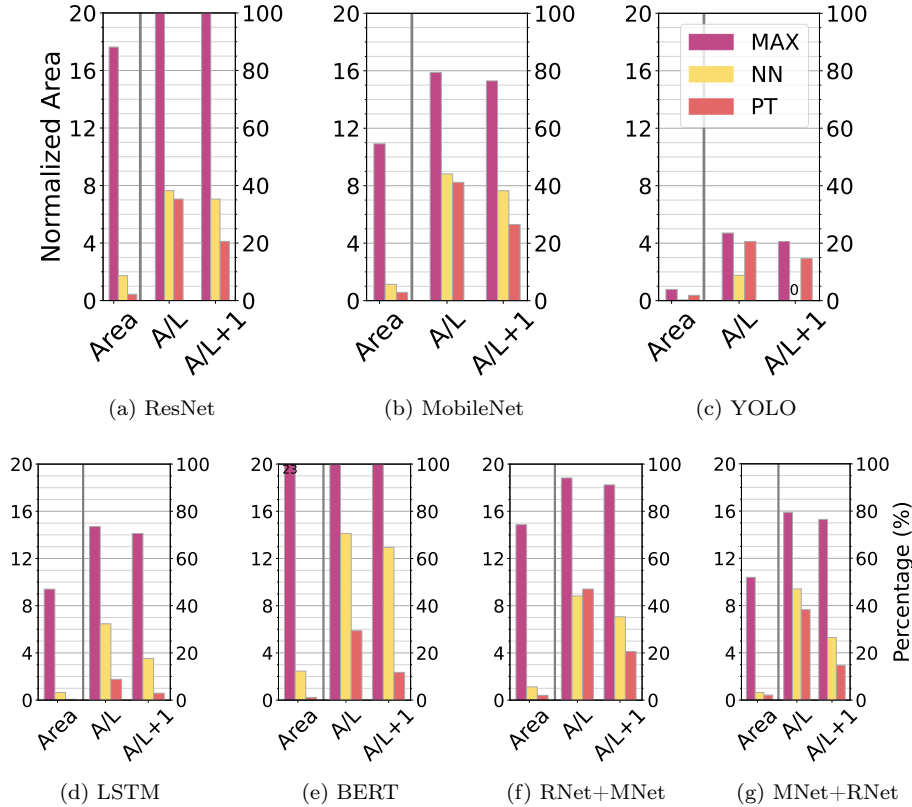 Normalized Area
20
16
12
8
4
0
100
80
60
40
20
0
Area
A/L
A/L+1
(a) ResNet
20
16
12
8
4
0
100
80
60
40
20
0
Area
A/L
A/L+1
(b) MobileNet
20
16
12
8
4
0
MAX
NN
PT
0
100
80
60
40
20
0
Area
A/L
A/L+1
(c) YOLO
20
16
12
8
4
0
100
80
60
40
20
0
Area
A/L
A/L+1
(d) LSTM
20
16
12
8
4
0
23
100
80
60
40
20
0
Area
A/L
A/L+1
(e) BERT
20
16
12
8
4
0
100
80
60
40
20
0
Area
A/L
A/L+1
(f) RNet+MNet
20
16
12
8
4
0
100
80
60
40
20
0
Percentage (%)
Area
A/L
A/L+1
(g) MNet+RNet